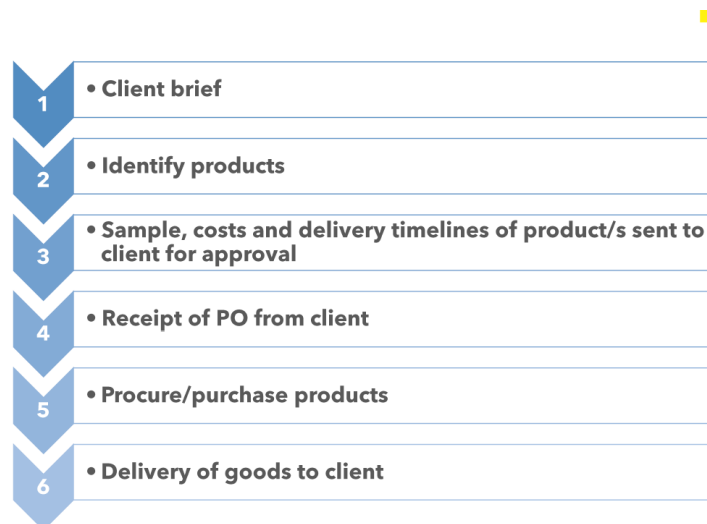 1
• Client brief
2
• Identify products
3
• Sample, costs and delivery timelines of product/s sent to
client for approval
4
• Receipt of PO from client
5
• Procure/purchase products
6
• Delivery of goods to client